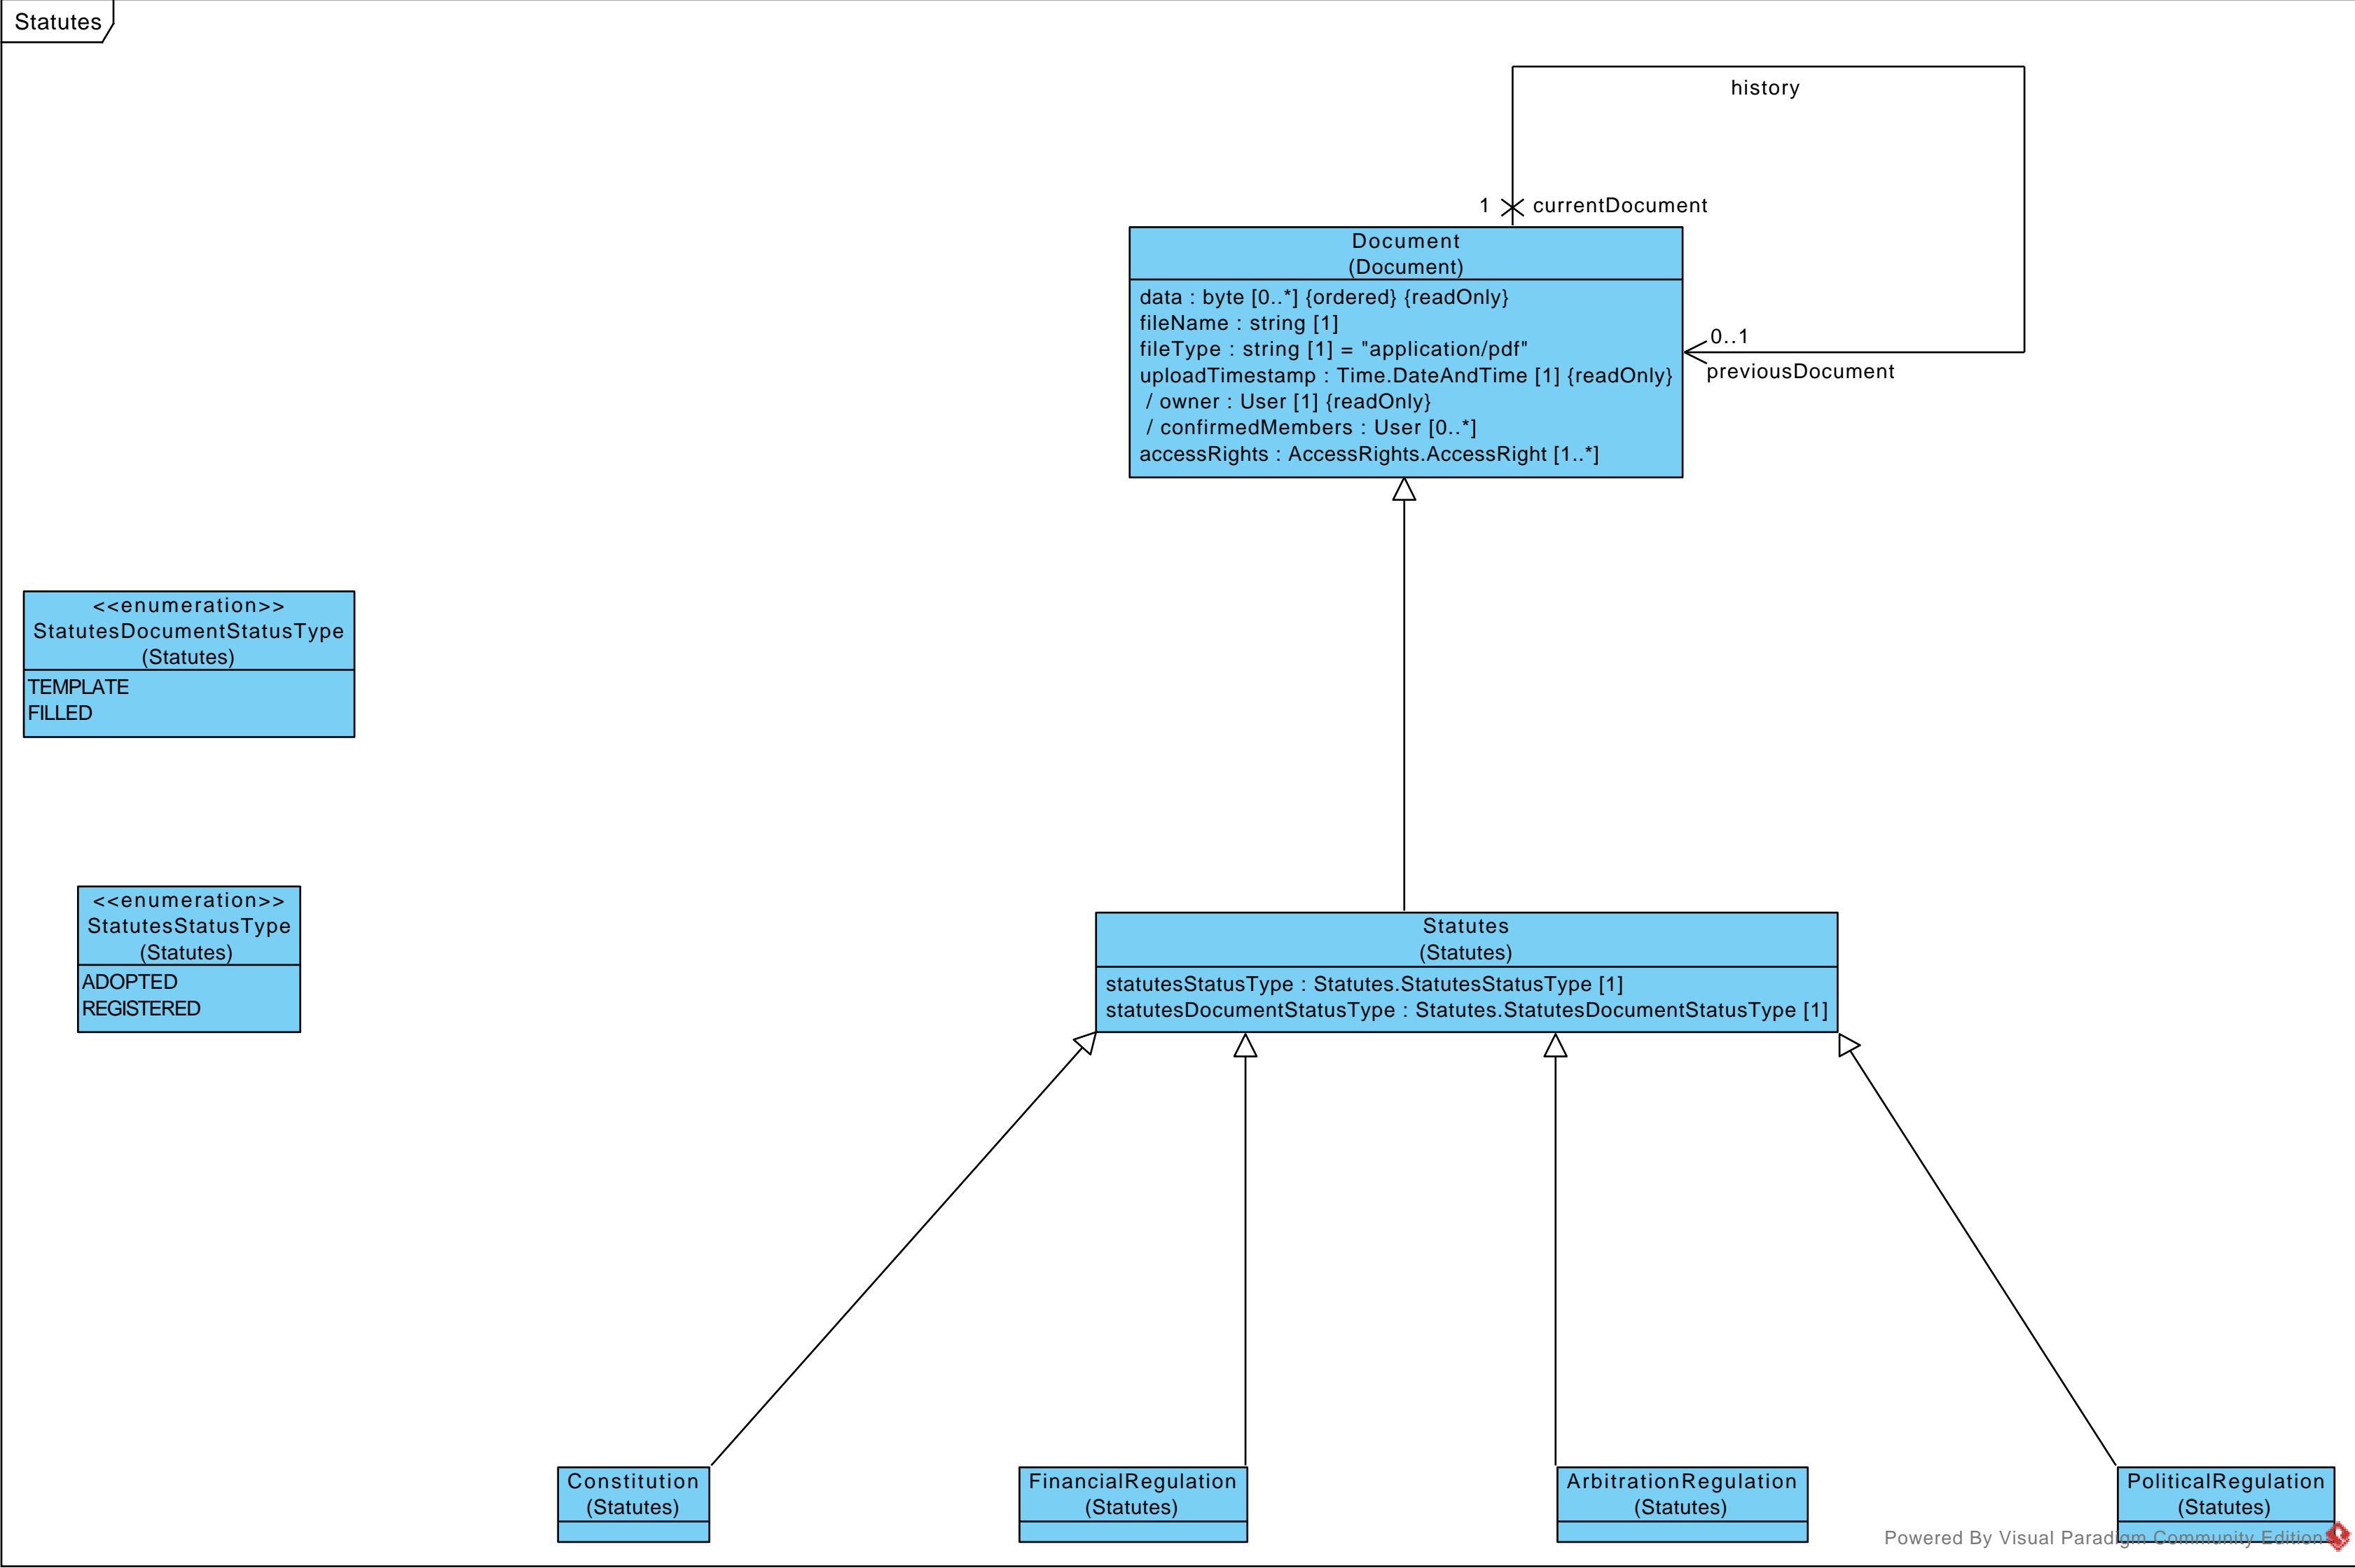 Statutes
history
1
currentDocument
Document
(Document)
data : byte [0..*] {ordered} {readOnly}
fileName : string [1]
fileType : string [1] = "application/pdf"
uploadTimestamp : Time.DateAndTime [1] {readOnly}
/ owner : User [1] {readOnly}
/ confirmedMembers : User [0..*]
accessRights : AccessRights.AccessRight [1..*]
0..1
previousDocument
<<enumeration>>
StatutesDocumentStatusType
(Statutes)
TEMPLATE
FILLED
<<enumeration>>
StatutesStatusType
(Statutes)
ADOPTED
REGISTERED
Statutes
(Statutes)
statutesStatusType : Statutes.StatutesStatusType [1]
statutesDocumentStatusType : Statutes.StatutesDocumentStatusType [1]
Constitution
(Statutes)
FinancialRegulation
(Statutes)
ArbitrationRegulation
(Statutes)
PoliticalRegulation
(Statutes)
Powered By Visual Paradigm Community Edition